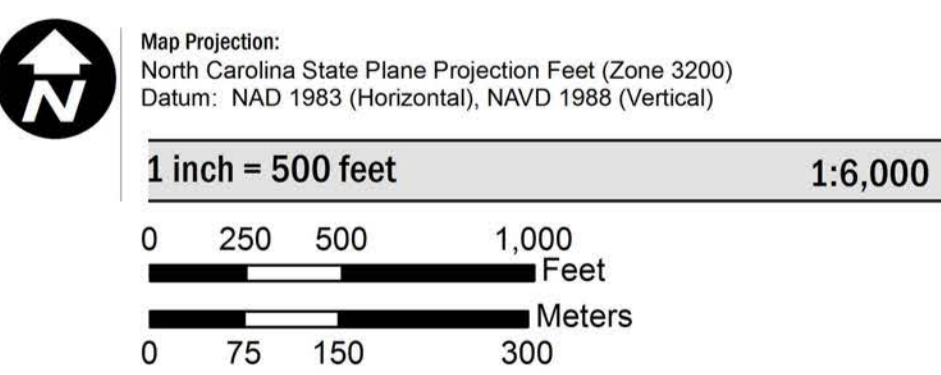 N
Map Projection:
North Carolina State Plane Projection Feet (Zone 3200)
Datum: NAD 1983 (Horizontal), NAVD 1988 (Vertical)
1 inch = 500 feet 1:6,000
0 250 500 1,000
Feet
Meters
0 75 150 300